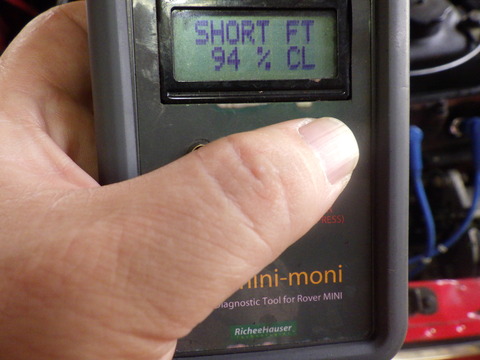 SHORT FT
94 % CL
mini-moni
Diagnostic Tool for Rover MINI
RicheeHauser